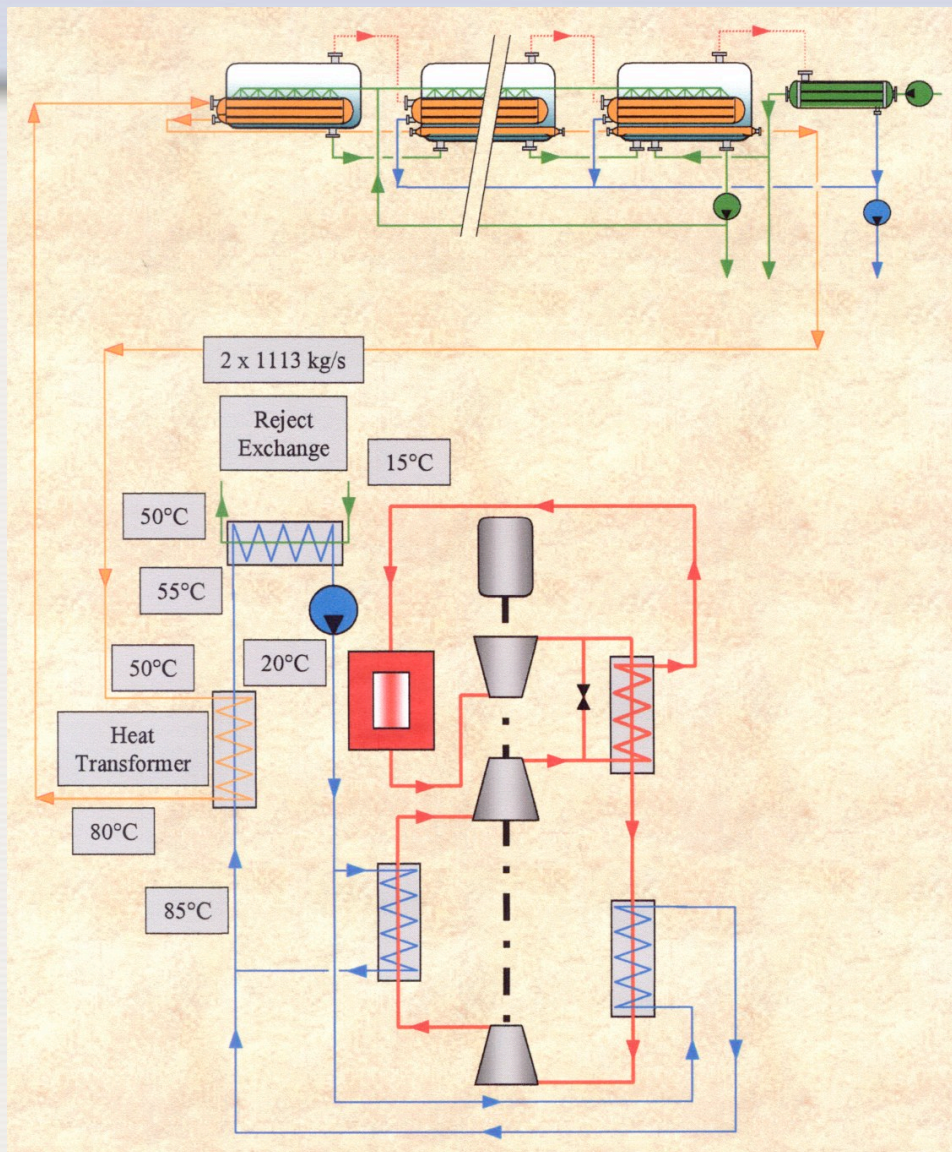 2 x 1113 kg/s
Reject
Exchange
15°C
50°C
55°C
20°C
50°C
Heat
Transformer
80°C
85°C